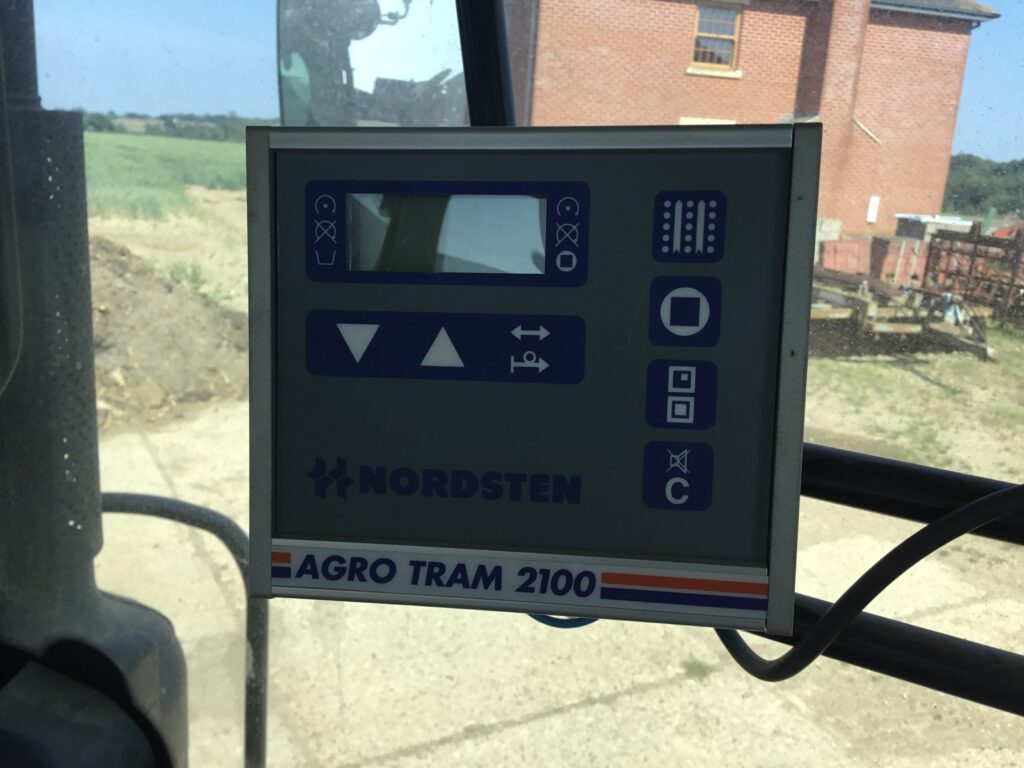 NORDSTEN
C
AGRO TRAM 2100